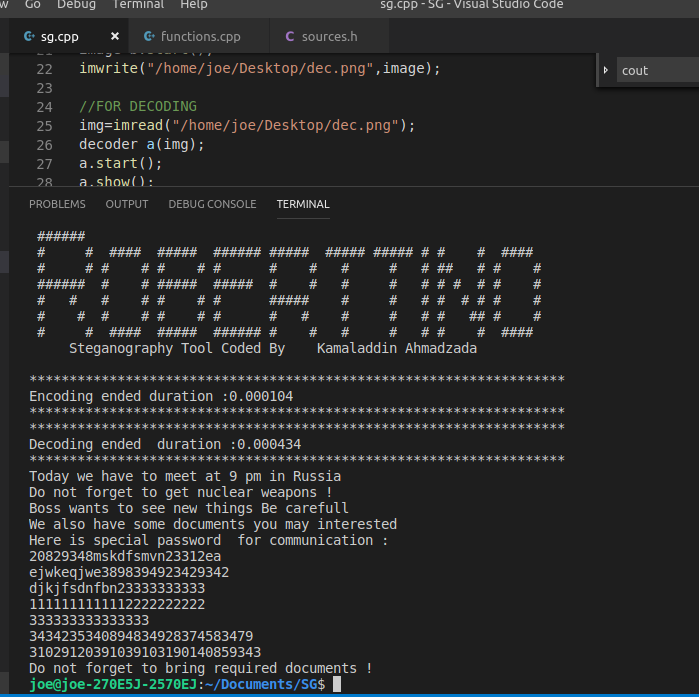 w Go Debug Terminal Help sg.cpp - SG - Visual Studio Code
sg.cpp × functions.cpp sources.h
cout
22 imwrite("/home/joe/Desktop/dec.png",image);
23
24 //FOR DECODING
25 img=imread("/home/joe/Desktop/dec.png");
26 decoder a(img);
27 a.start();
28 a.show();
PROBLEMS OUTPUT DEBUG CONSOLE TERMINAL
 ######
 #     #  ####  #####  ###### #####  ##### ##### # #    #  ####
 #     # #    # #    # #      #    #   #     #   # ##   # #    #
 ######  #    # #####  #####  #    #   #     #   # # #  # #    #
 #   #   #    # #    # #      #####    #     #   # #  # # #    #
 #    #  #    # #    # #      #   #    #     #   # #   ## #    #
 #     #  ####  #####  ###### #    #   #     #   # #    #  ####
     Steganography Tool Coded By    Kamaladdin Ahmadzada
*******************************************************************
Encoding ended duration :0.000104
*******************************************************************
*******************************************************************
Decoding ended  duration :0.000434
*******************************************************************
Today we have to meet at 9 pm in Russia
Do not forget to get nuclear weapons !
Boss wants to see new things Be carefull
We also have some documents you may interested
Here is special password  for communication :
20829348mskdfsmvn23312ea
ejwkeqjwe3898394923429342
djkjfsdnfbn23333333333
1111111111112222222222
333333333333333
3434235340894834928374583479
31029120391039103190140859343
Do not forget to bring required documents !
joe@joe-270E5J-2570EJ:~/Documents/SG$